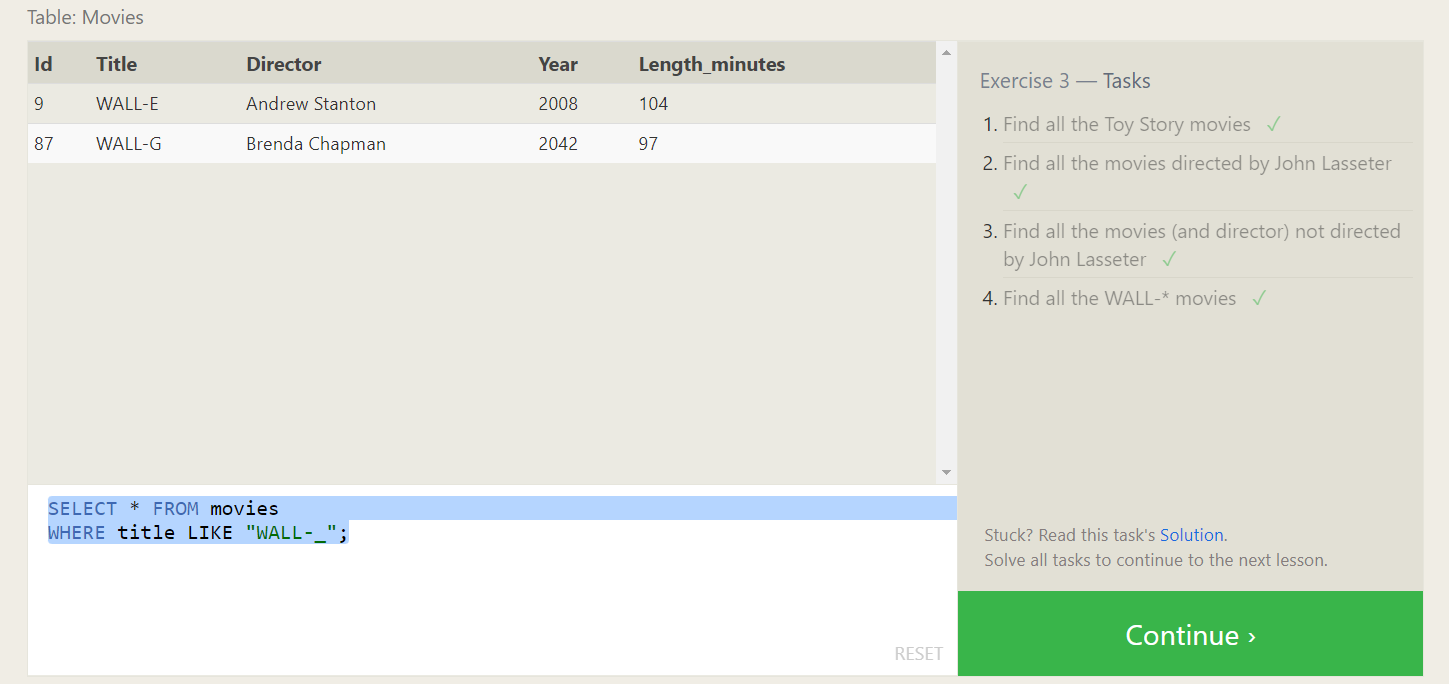 Table: Movies
Id Title Director Year Length_minutes
9 WALL-E Andrew Stanton 2008 104
87 WALL-G Brenda Chapman 2042 97
SELECT * FROM movies
WHERE title LIKE "WALL-_";
RESET
Exercise 3 — Tasks
1. Find all the Toy Story movies ✓
2. Find all the movies directed by John Lasseter
✓
3. Find all the movies (and director) not directed
by John Lasseter ✓
4. Find all the WALL-* movies ✓
Stuck? Read this task's Solution.
Solve all tasks to continue to the next lesson.
Continue ›